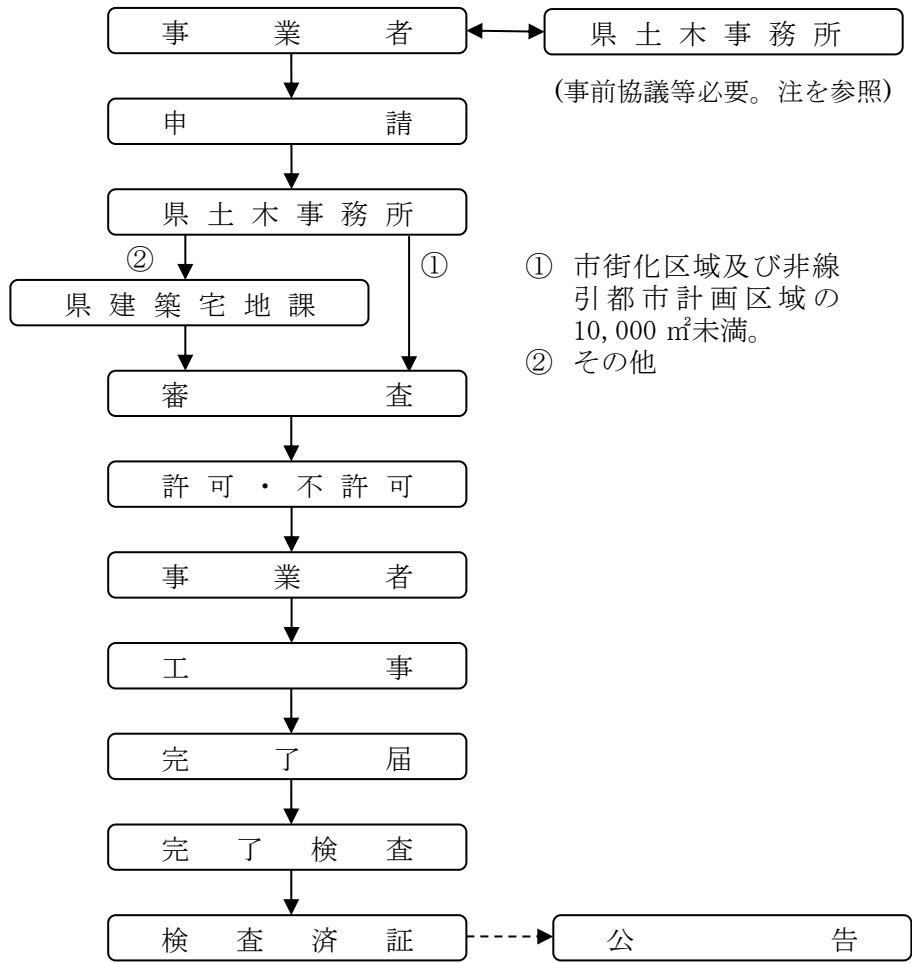 事業者
県土木事務所
(事前協議等必要。注を参照)
申請
県土木事務所
②
①
県建築宅地課
① 市街化区域及び非線
引都市計画区域の
10,000 ㎡未満。
② その他
審査
許可・不許可
事業者
工事
完了届
完了検査
検査済証
公告